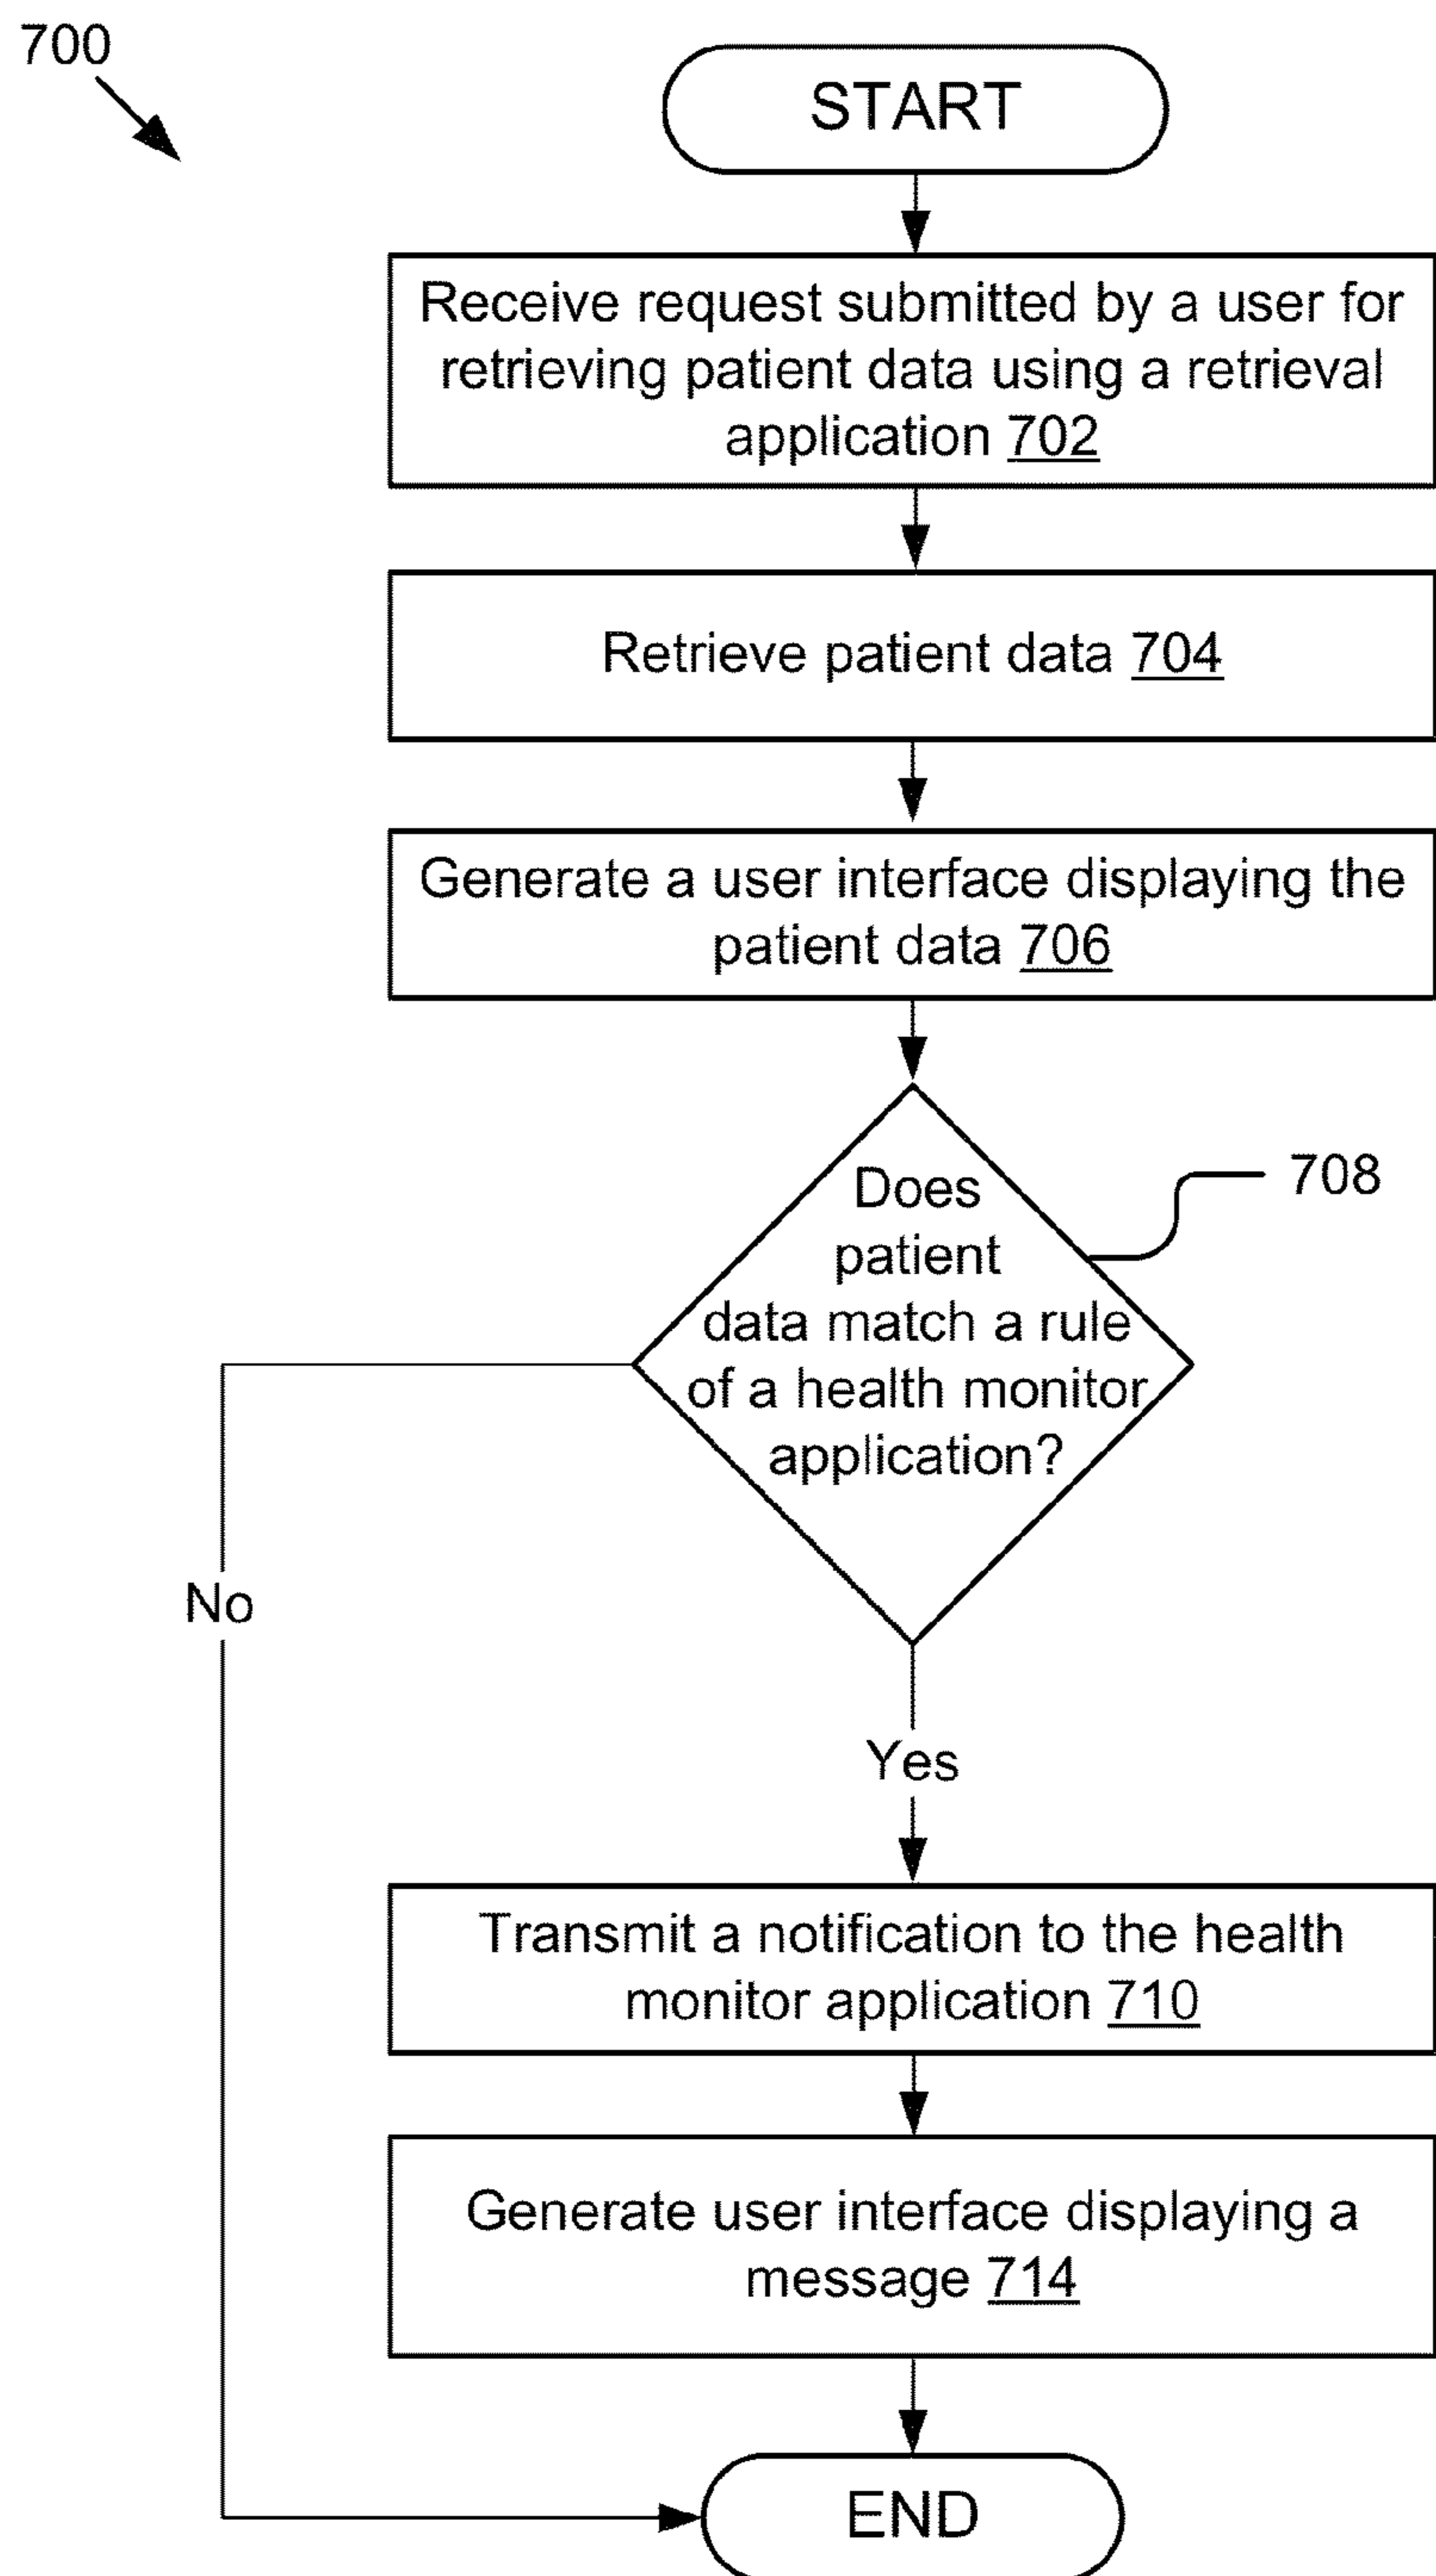 700
START
Receive request submitted by a user for
retrieving patient data using a retrieval
application 702
Retrieve patient data 704
Generate a user interface displaying the
patient data 706
Does
patient
data match a rule
of a health monitor
application?
708
No
Yes
Transmit a notification to the health
monitor application 710
Generate user interface displaying a
message 714
END